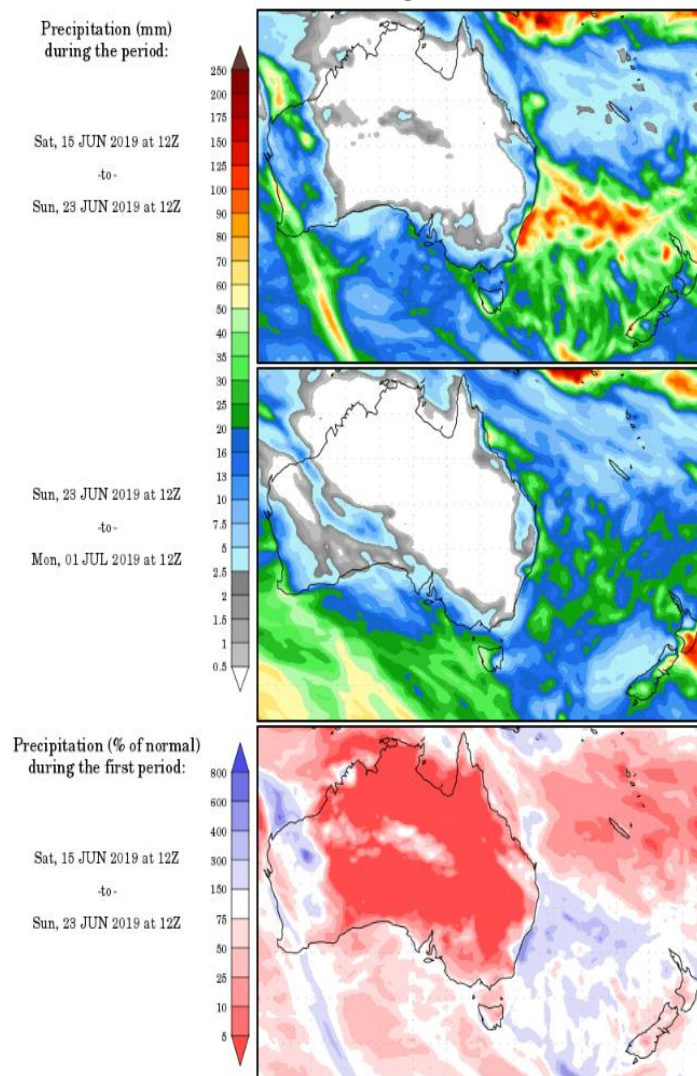 Precipitation (mm)
during the period:
250
200
175
150
125
100
90
80
70
60
50
40
35
30
25
20
16
13
10
7.5
5
2.5
2
1.5
1
0.5
Sat, 15 JUN 2019 at 12Z
-to-
Sun, 23 JUN 2019 at 12Z
Sun, 23 JUN 2019 at 12Z
-to-
Mon, 01 JUL 2019 at 12Z
Precipitation (% of normal)
during the first period:
800
600
400
300
150
75
50
25
10
5
Sat, 15 JUN 2019 at 12Z
-to-
Sun, 23 JUN 2019 at 12Z